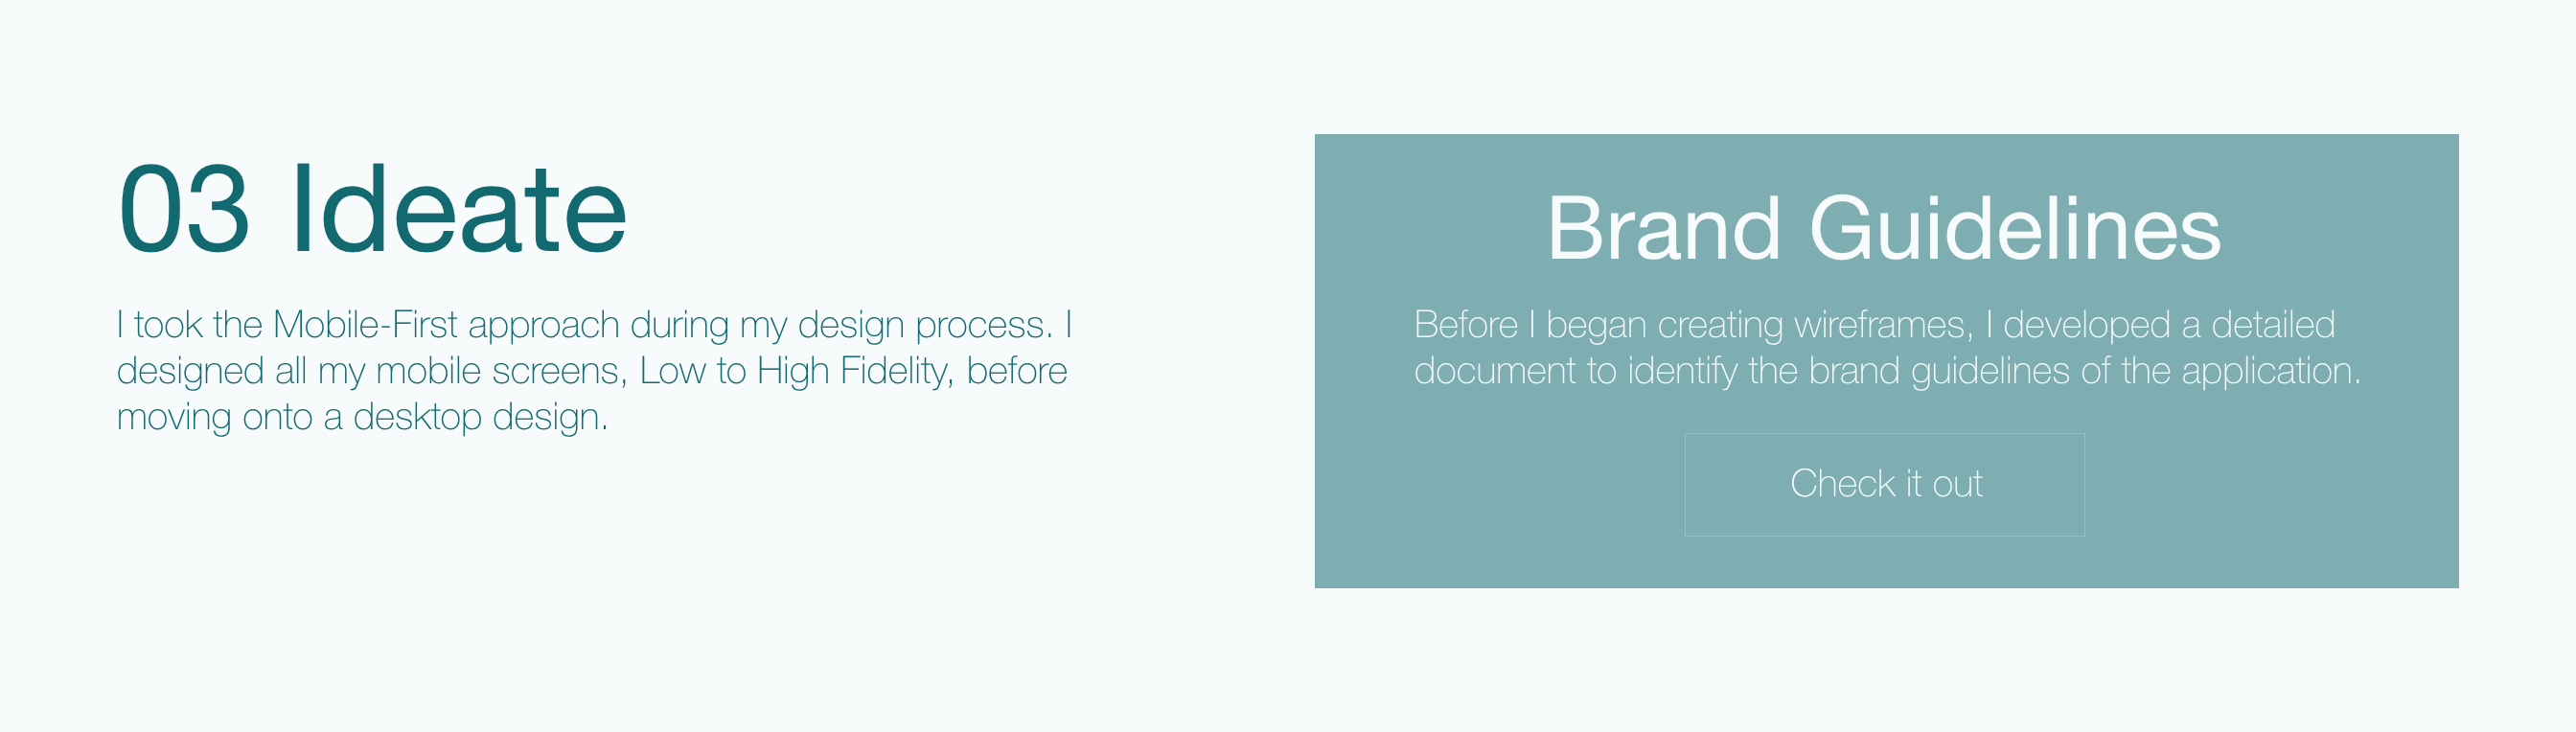 03 Ideate
I took the Mobile-First approach during my design process. I
designed all my mobile screens, Low to High Fidelity, before
moving onto a desktop design.
Brand Guidelines
Before I began creating wireframes, I developed a detailed
document to identify the brand guidelines of the application.
Check it out